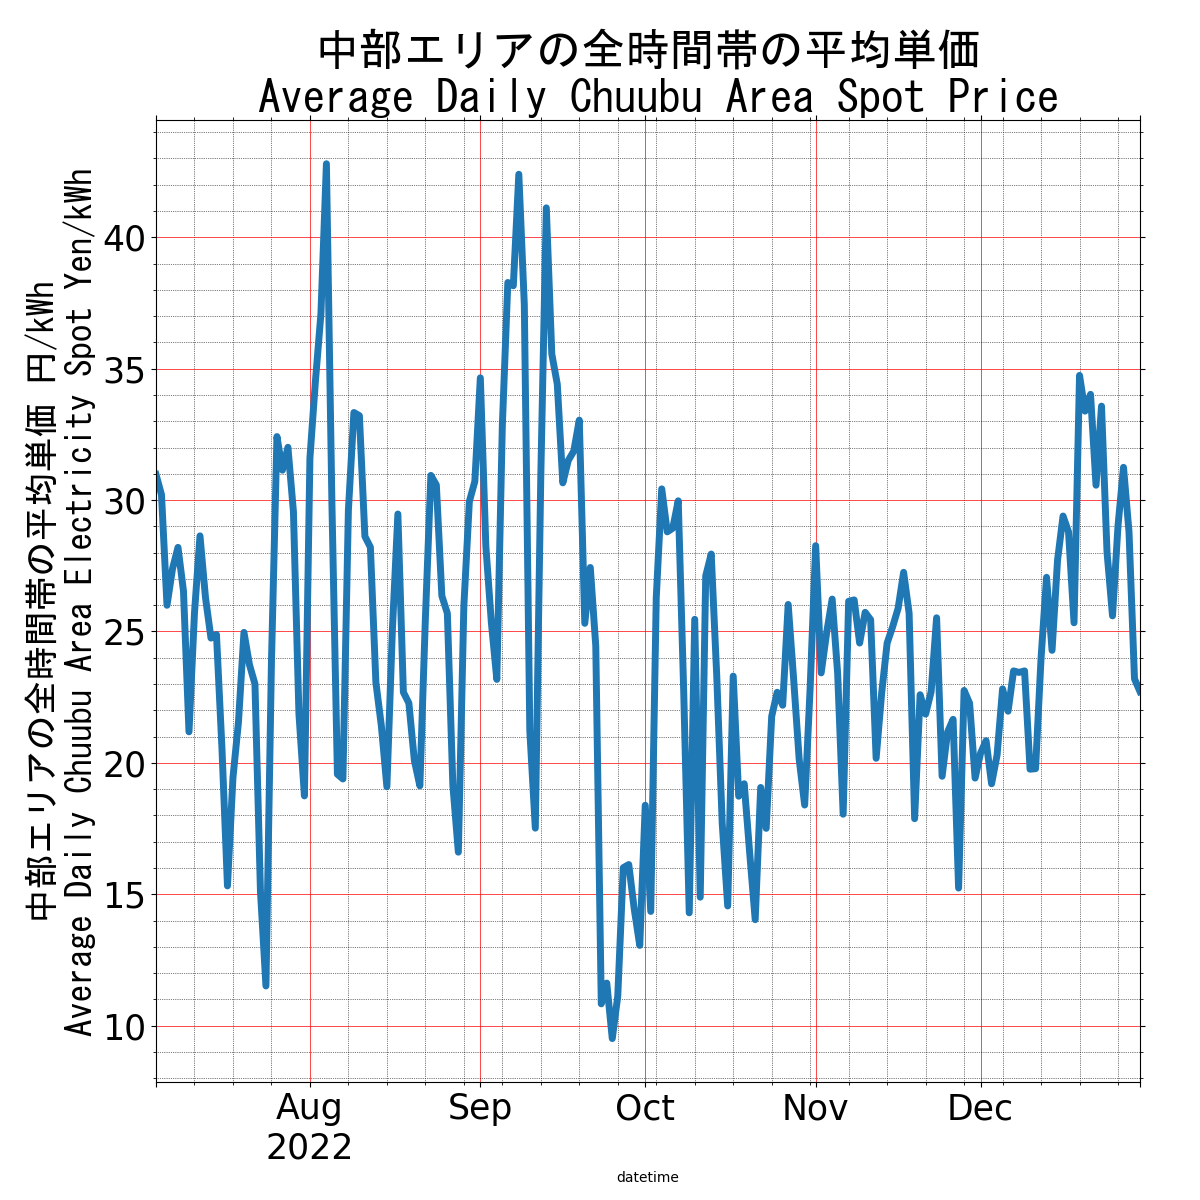 中部エリアの全時間帯の平均単価
Average Daily Chuubu Area Spot Price
中部エリアの全時間帯の平均単価 円/kWh
Average Daily Chuubu Area Electricity Spot Yen/kWh
40
35
30
25
20
15
10
Aug
2022
Sep
Oct
Nov
Dec
datetime